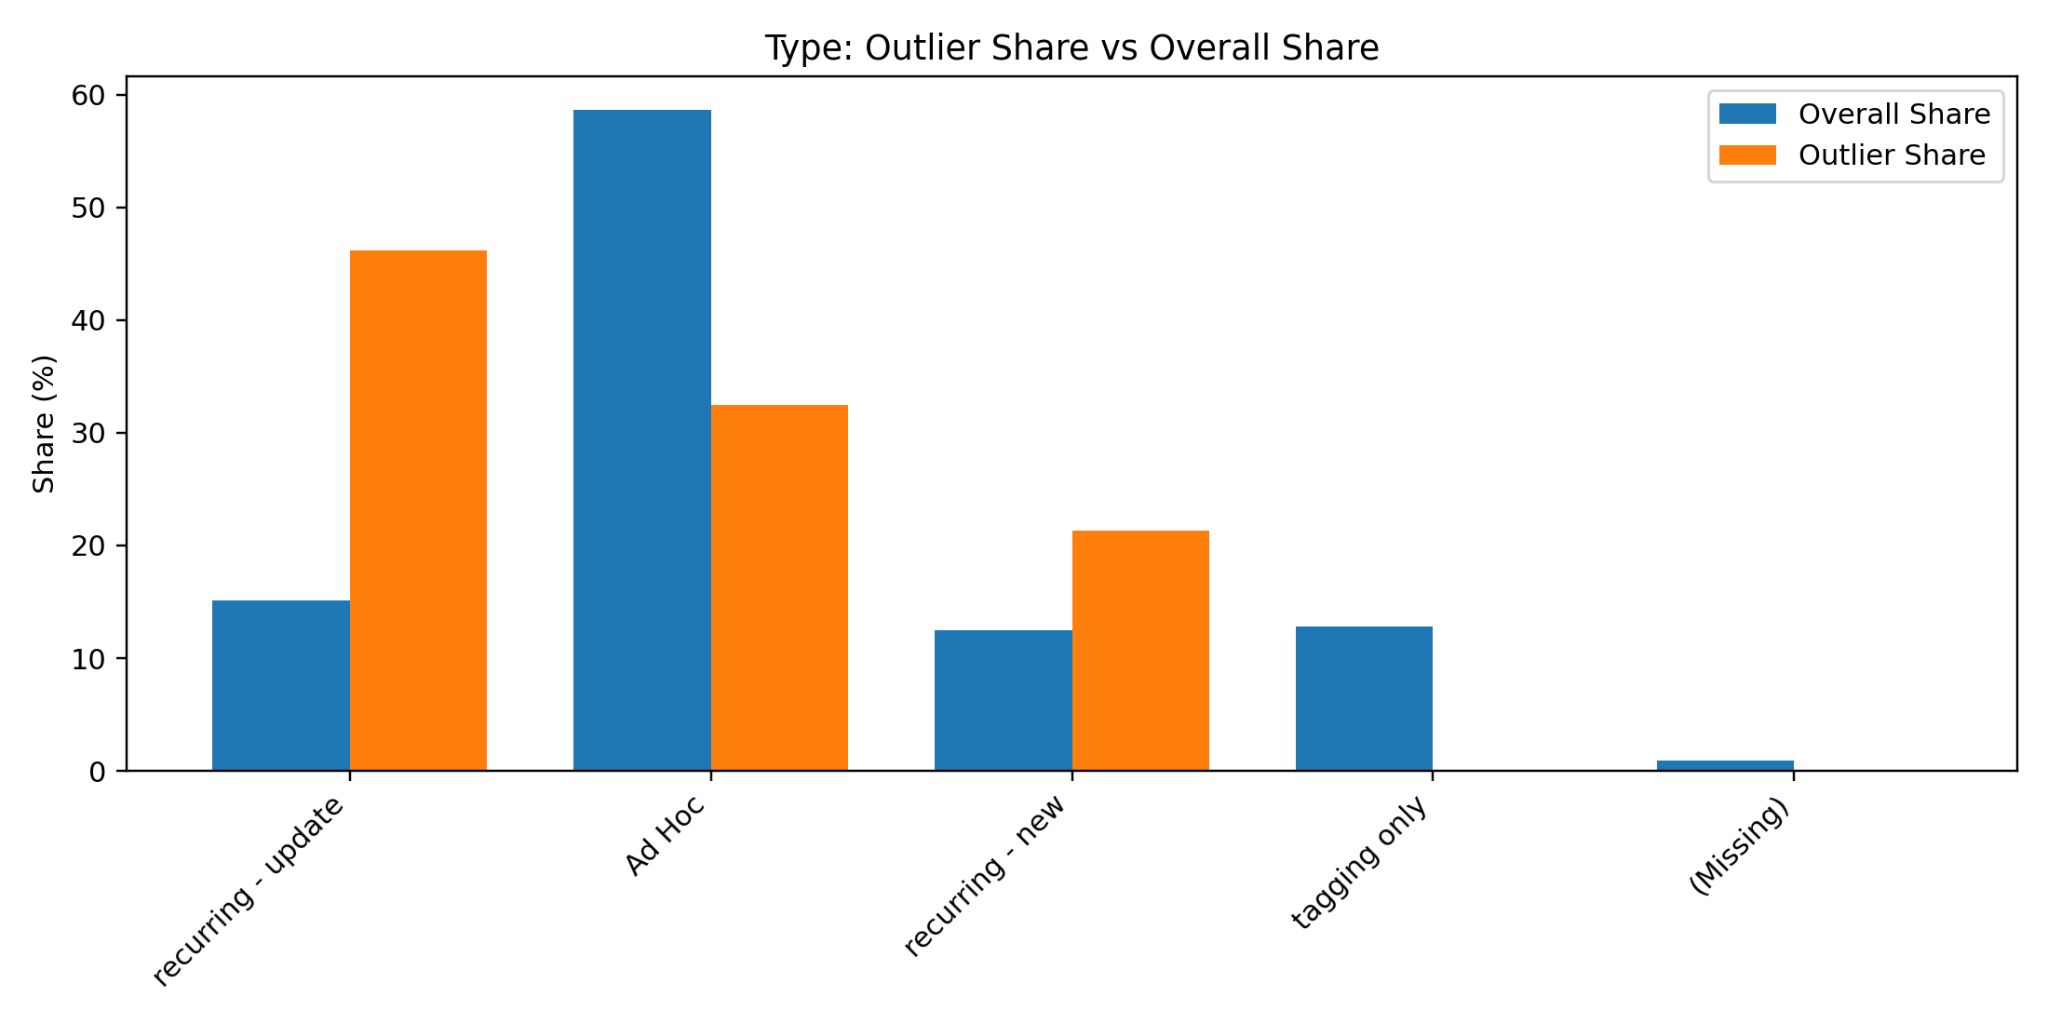 Type: Outlier Share vs Overall Share
Overall Share
Outlier Share
Share (%)
60
50
40
30
20
10
0
recurring - update
Ad Hoc
recurring - new
tagging only
(Missing)